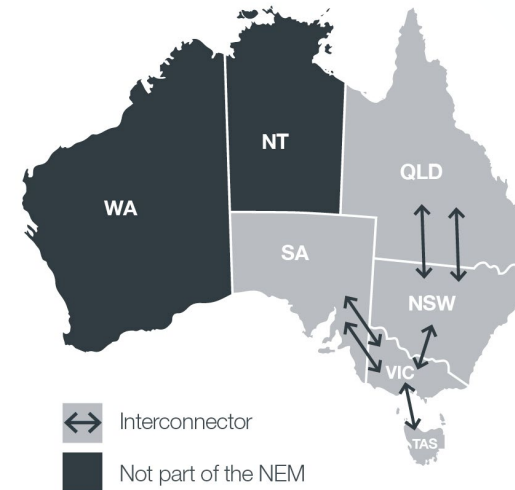 NT
QLD
WA
SA
NSW
VIC
TAS
Interconnector
Not part of the NEM